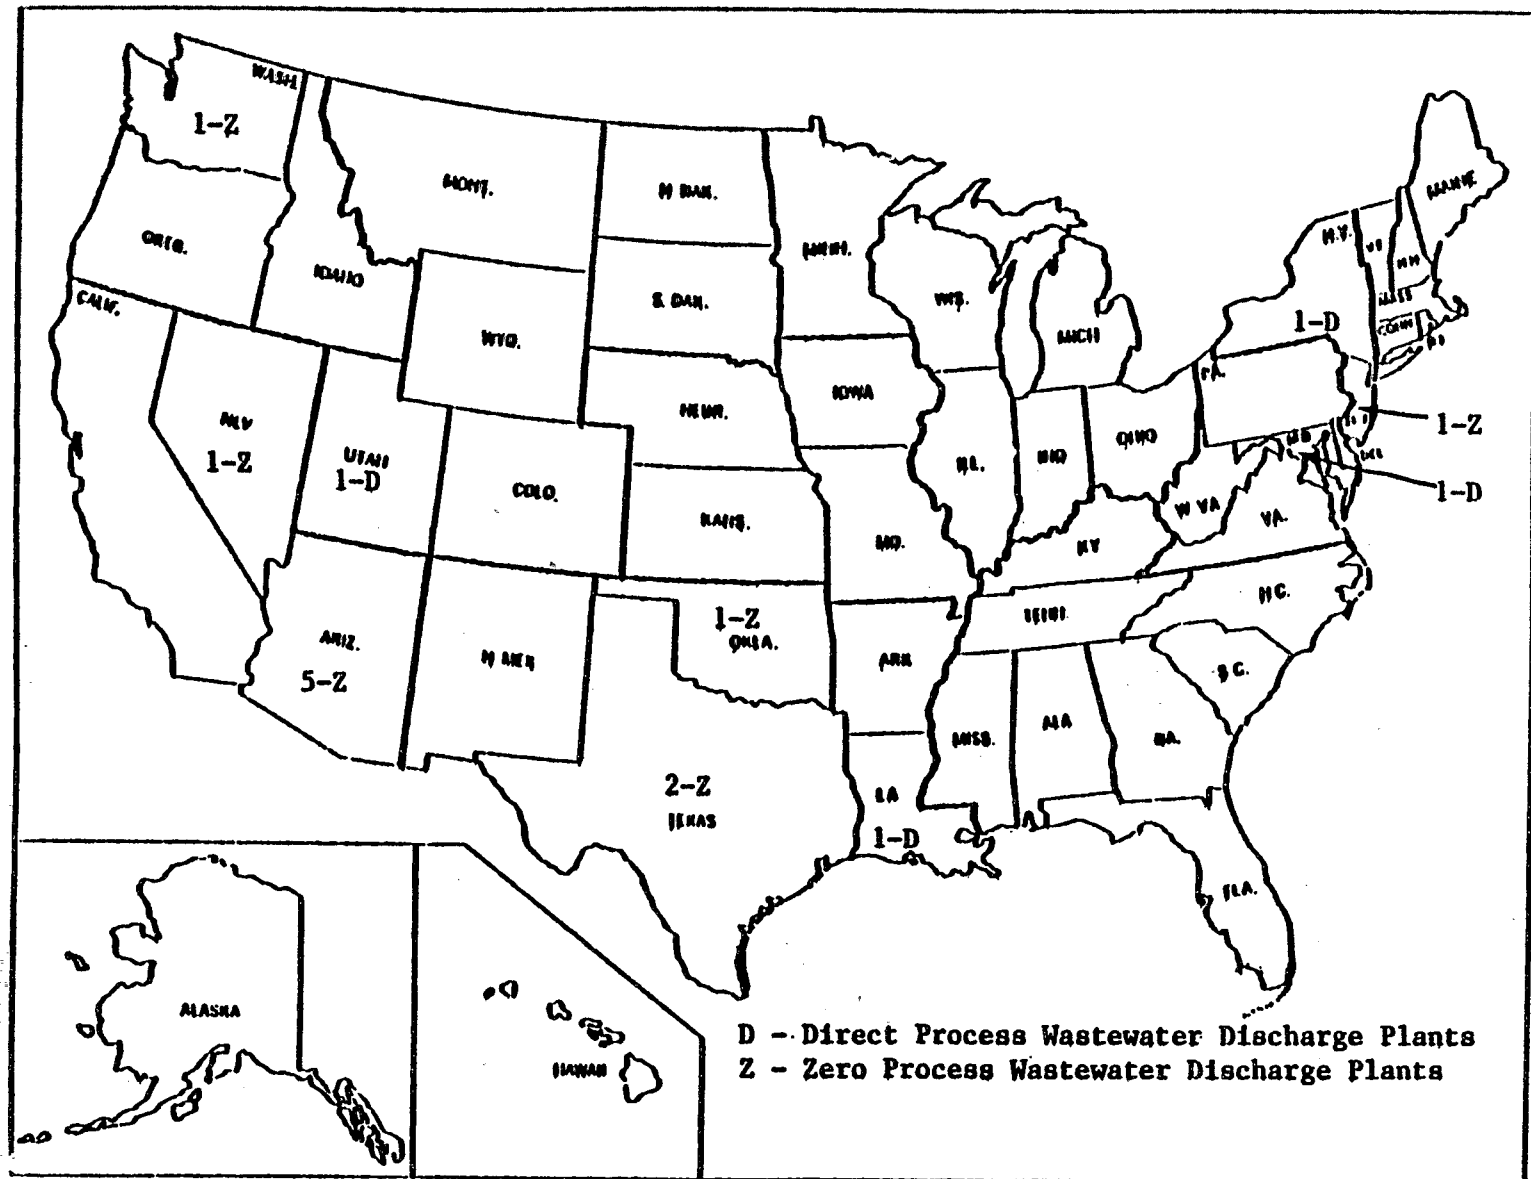 WASH.
1-Z
MONT.
N DAK.
MINN.
MAINE
OREG.
IDAHO
S. DAK.
WIS.
N.Y.
VT
NH
MASS
CALIF.
WYO.
MICH
1-D
CONN
RI
NEV
1-Z
UTAH
1-D
COLO.
NEBR.
IOWA
ILL.
IND
OHIO
PA.
1-Z
MD
DEL
1-D
KANS.
MO.
KY
W VA
VA.
ARIZ.
5-Z
N MEX
1-Z
OKLA.
ARK
TENN.
N C.
S C.
2-Z
TEXAS
LA
1-D
MISS.
ALA
GA.
FLA.
ALASKA
HAWAII
D - Direct Process Wastewater Discharge Plants
Z - Zero Process Wastewater Discharge Plants